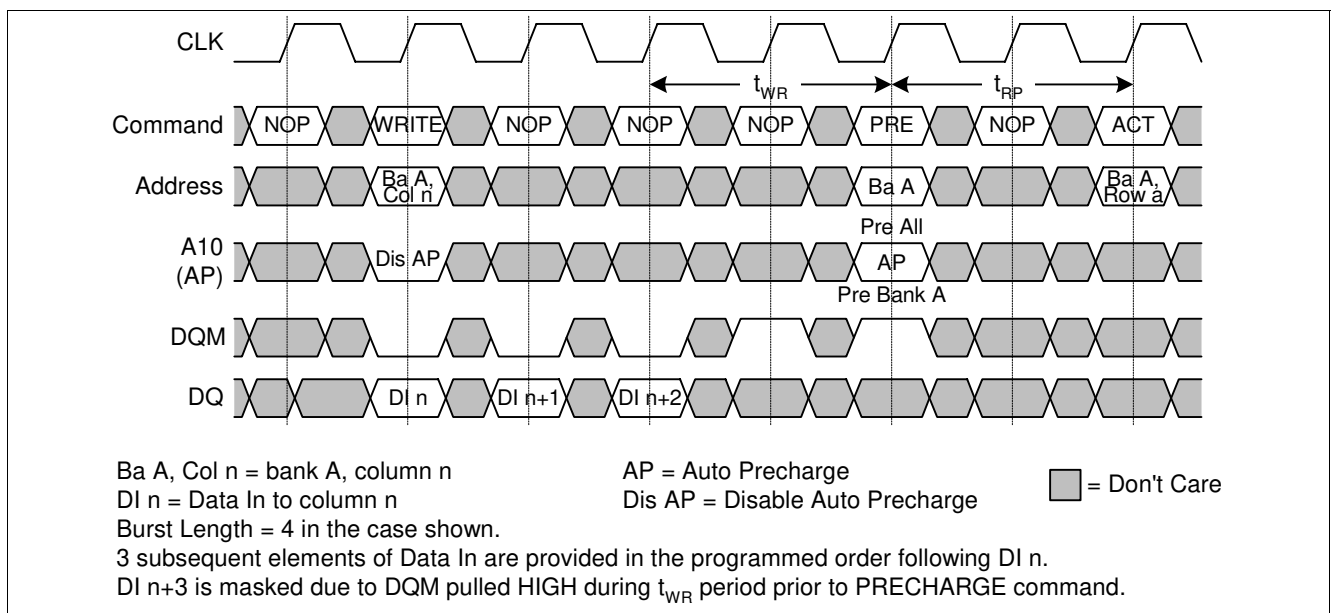 CLK
t_WR t_RP
Command NOP WRITE NOP NOP NOP PRE NOP ACT
Address Ba A, Col n Ba A Ba A, Row a
Pre All
A10 (AP) Dis AP AP
Pre Bank A
DQM
DQ DI n DI n+1 DI n+2
Ba A, Col n = bank A, column n
DI n = Data In to column n
Burst Length = 4 in the case shown.
3 subsequent elements of Data In are provided in the programmed order following DI n.
DI n+3 is masked due to DQM pulled HIGH during t_WR period prior to PRECHARGE command.
AP = Auto Precharge
Dis AP = Disable Auto Precharge
= Don't Care